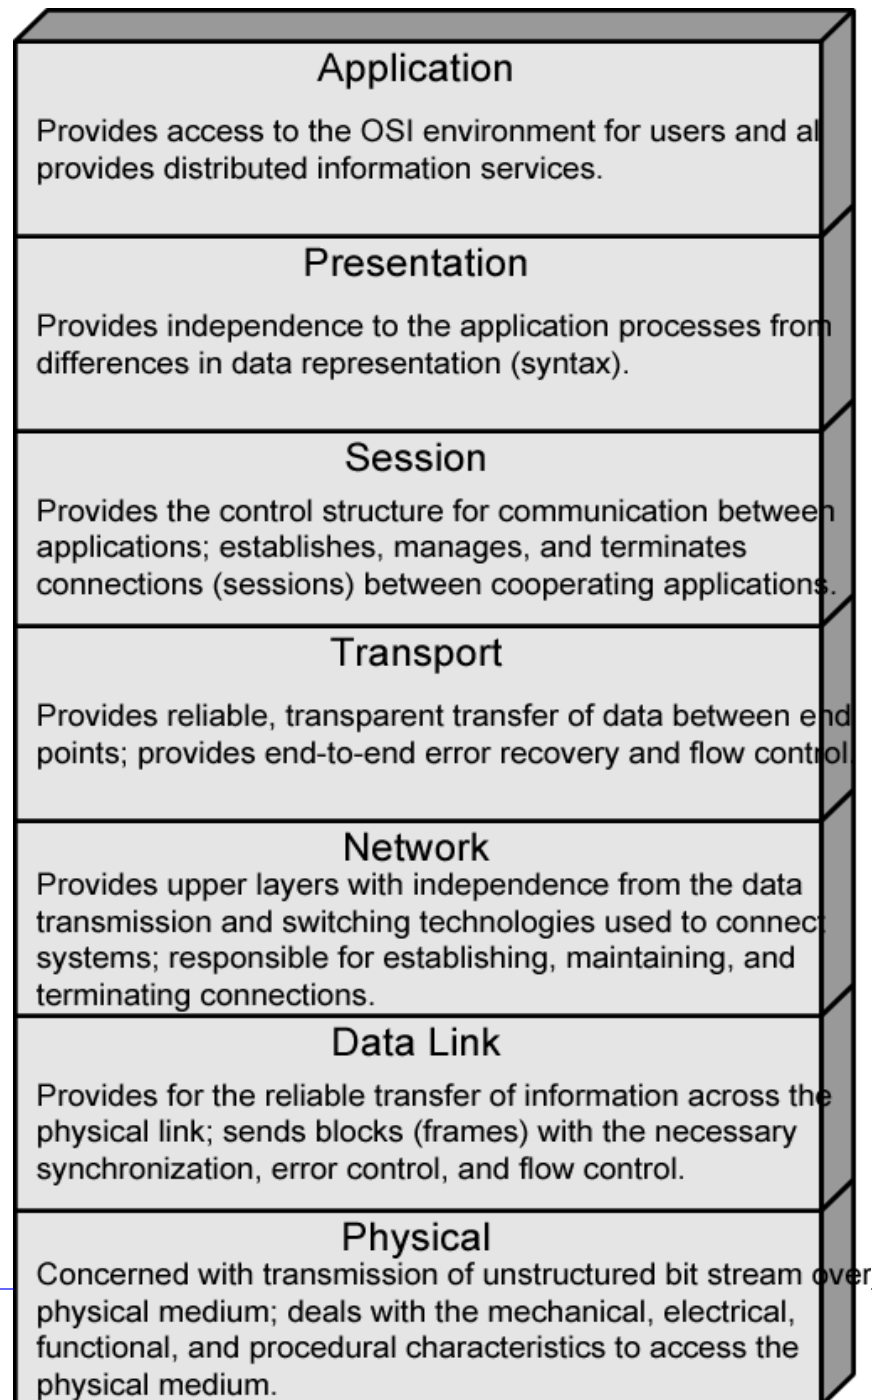 Application
Provides access to the OSI environment for users and al
provides distributed information services.
Presentation
Provides independence to the application processes from
differences in data representation (syntax).
Session
Provides the control structure for communication between
applications; establishes, manages, and terminates
connections (sessions) between cooperating applications.
Transport
Provides reliable, transparent transfer of data between end
points; provides end-to-end error recovery and flow control.
Network
Provides upper layers with independence from the data
transmission and switching technologies used to connect
systems; responsible for establishing, maintaining, and
terminating connections.
Data Link
Provides for the reliable transfer of information across the
physical link; sends blocks (frames) with the necessary
synchronization, error control, and flow control.
Physical
Concerned with transmission of unstructured bit stream over
physical medium; deals with the mechanical, electrical,
functional, and procedural characteristics to access the
physical medium.